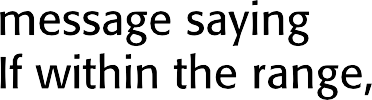 message saying
If within the range,